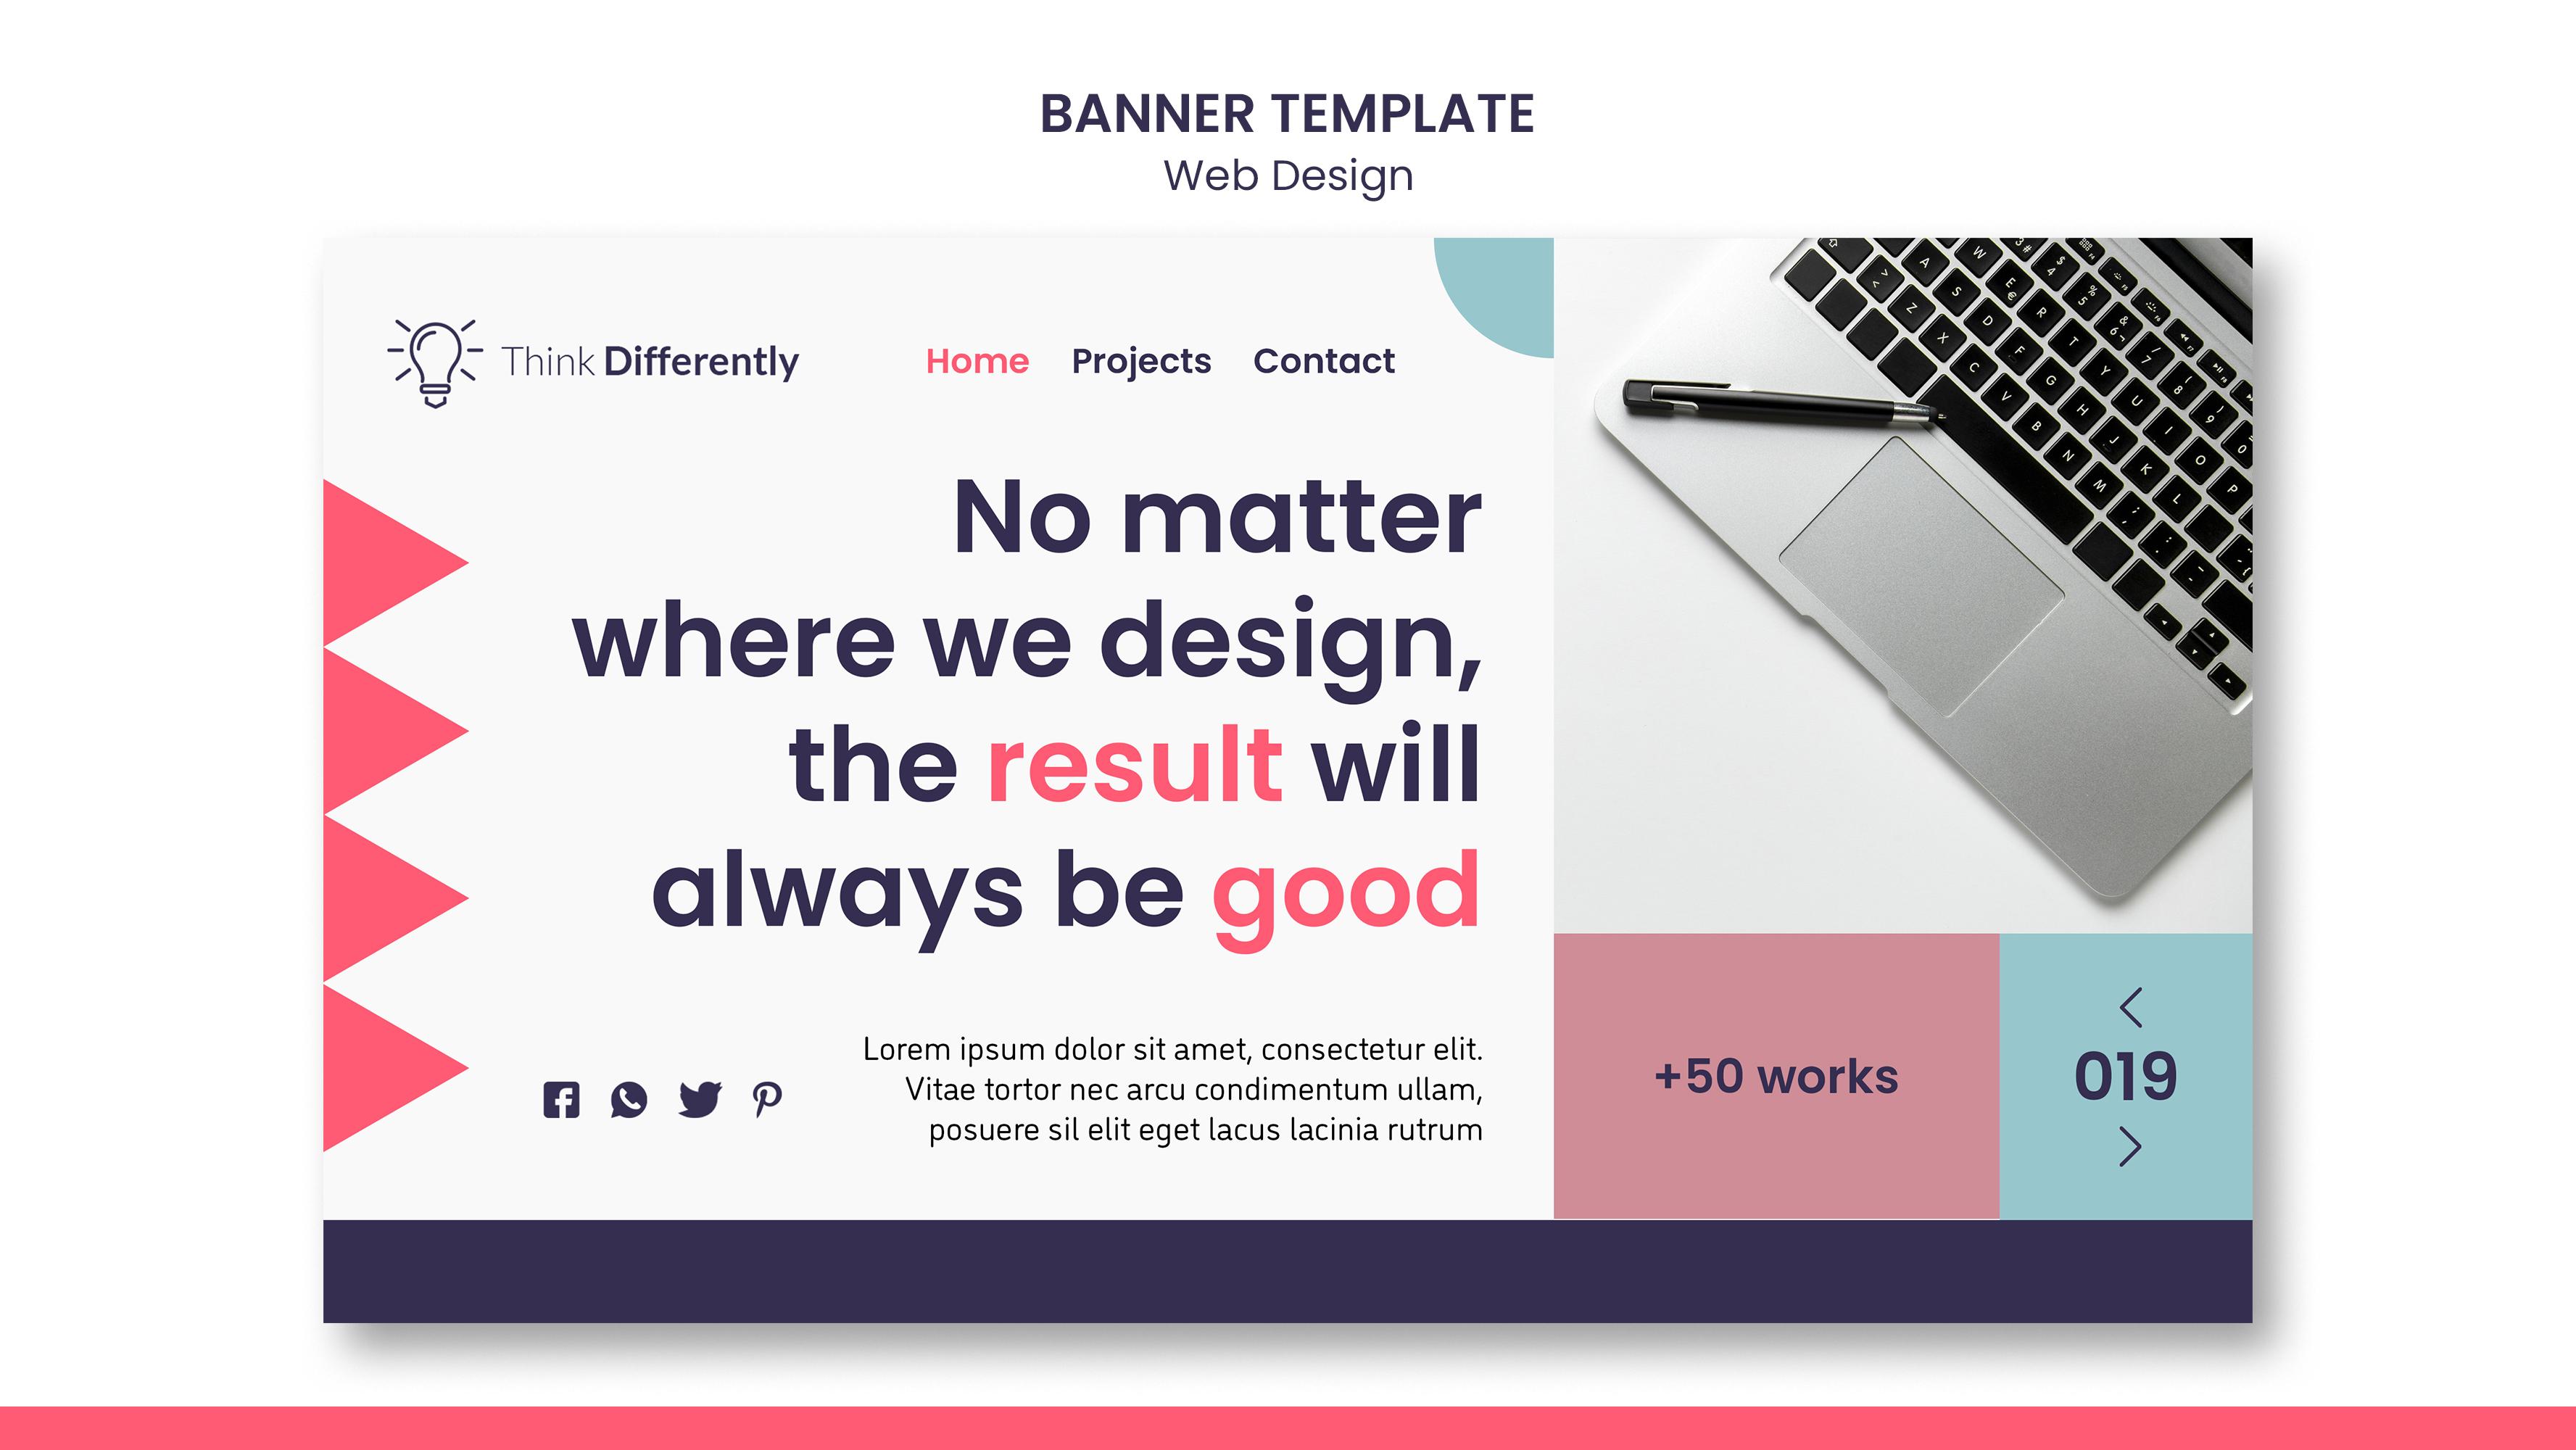 BANNER TEMPLATE
Web Design
Think Differently
Home Projects Contact
No matter
where we design,
the result will
always be good
Lorem ipsum dolor sit amet, consectetur elit.
Vitae tortor nec arcu condimentum ullam,
posuere sil elit eget lacus lacinia rutrum
+50 works
019